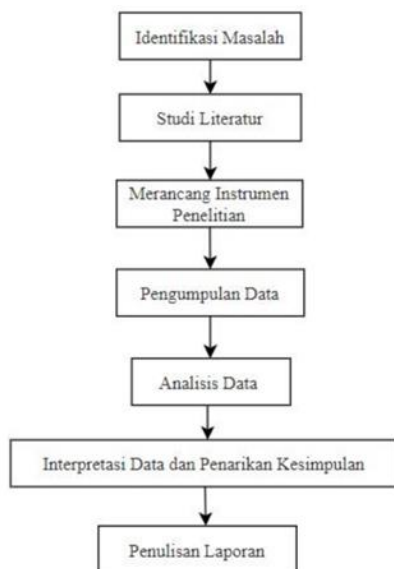 Identifikasi Masalah
Studi Literatur
Merancang Instrumen
Penelitian
Pengumpulan Data
Analisis Data
Interpretasi Data dan Penarikan Kesimpulan
Penulisan Laporan